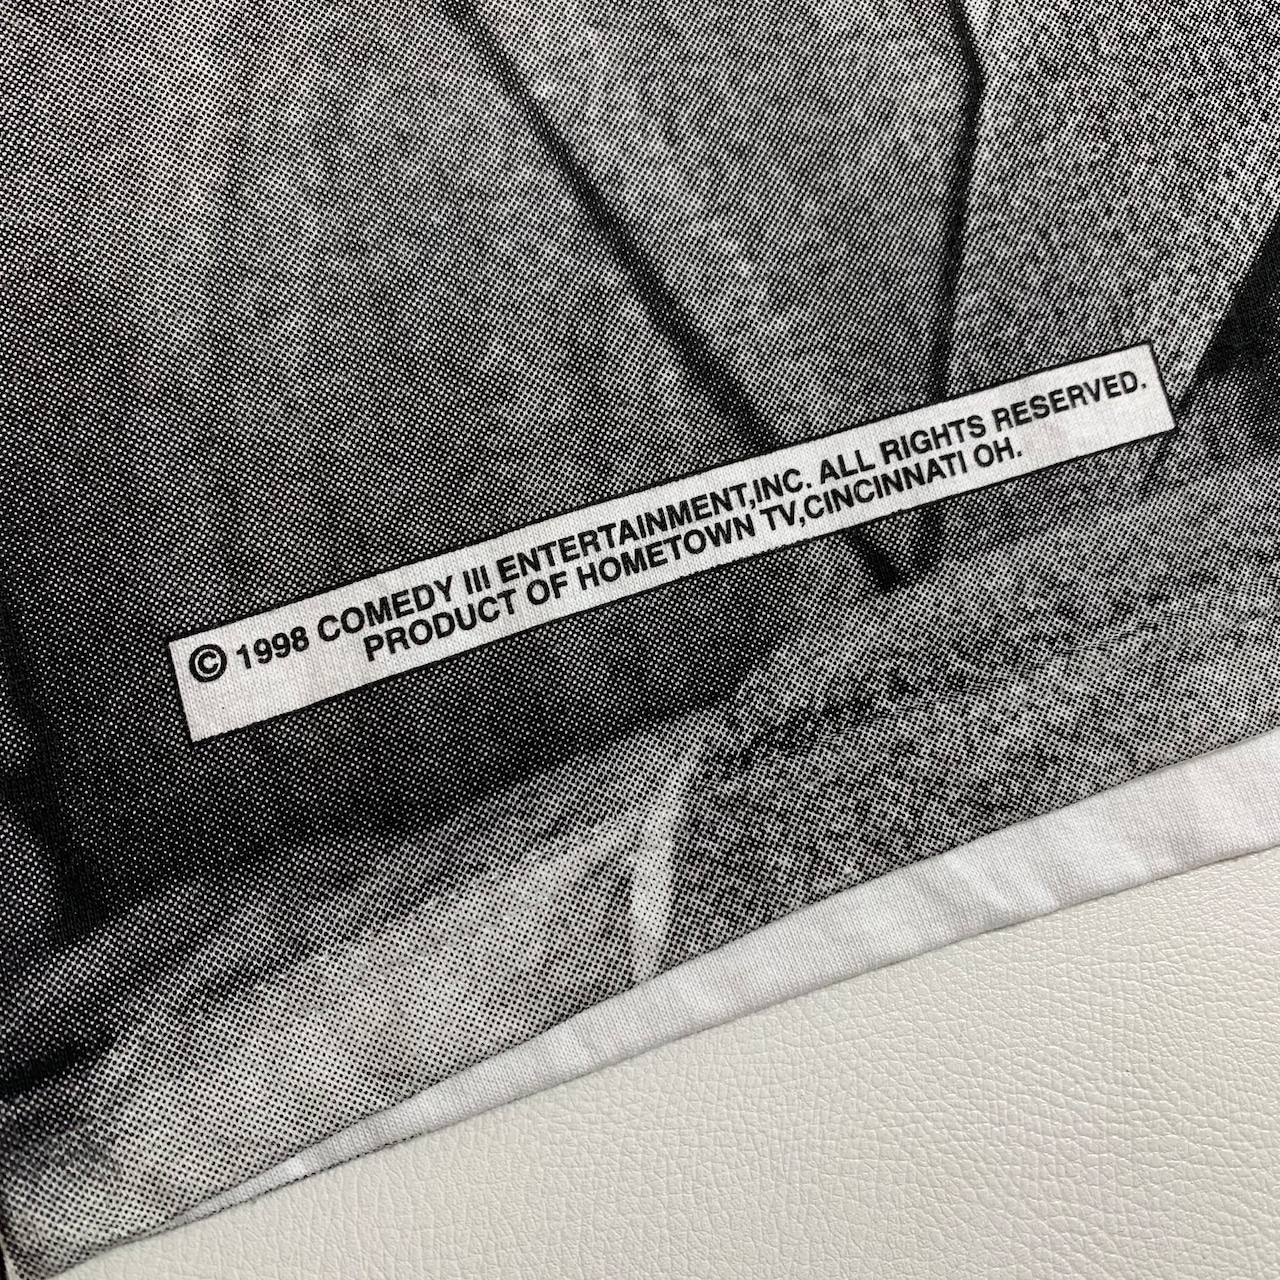 © 1998 COMEDY III ENTERTAINMENT,INC. ALL RIGHTS RESERVED.
PRODUCT OF HOMETOWN TV,CINCINNATI OH.